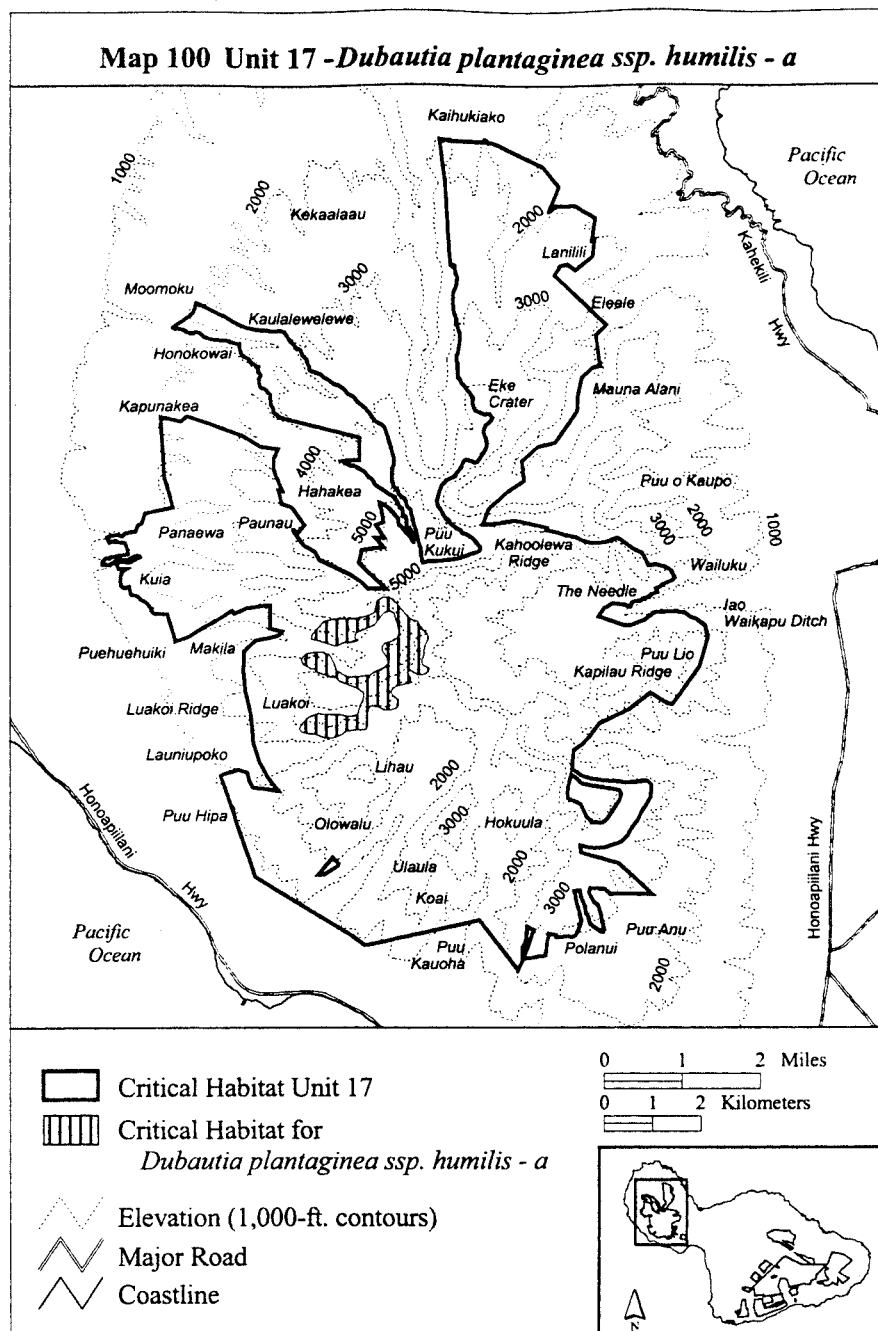 Map 100 Unit 17 -Dubautia plantaginea ssp. humilis - a
Kaihukiako
Pacific
Ocean
1000
2000
Kekaalaau
2000
Lanilili
Kahekili
Hwy
3000
Moomoku
Kaulalewelewe
3000
Eleele
Honokowai
Kapunakea
Eke
Crater
Mauna Alani
4000
Hahakea
Puu o Kaupo
Panaewa
Paunau
5000
Puu
Kukui
Kahoolewa
Ridge
3000
2000
1000
Wailuku
Kuia
5000
The Needle
Iao
Waikapu Ditch
Puehuehuiki
Makila
Puu Lio
Kapilau Ridge
Luakoi Ridge
Luakoi
Launiupoko
Lihau
2000
Honoapiilani
Hwy
Puu Hipa
Olowalu
3000
Hokuula
Honoapiilani Hwy
Ulaula
2000
Koai
3000
Pacific
Ocean
Puu
Kauoha
Polanui
Puu Anu
2000
Critical Habitat Unit 17
Critical Habitat for
Dubautia plantaginea ssp. humilis - a
Elevation (1,000-ft. contours)
Major Road
Coastline
0 1 2 Miles
0 1 2 Kilometers
N